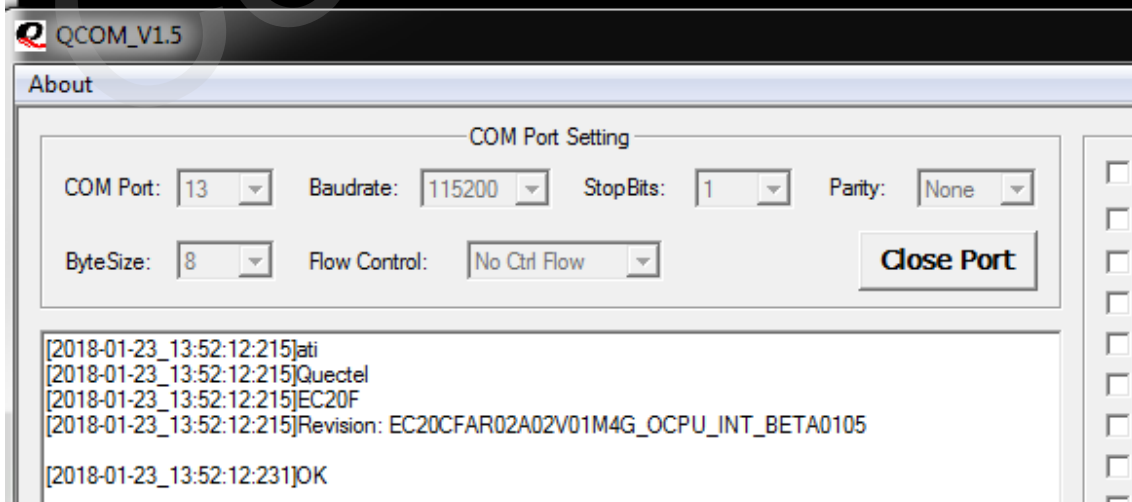 QCOM_V1.5
About
COM Port Setting
COM Port: 13 Baudrate: 115200 StopBits: 1 Parity: None
ByteSize: 8 Flow Control: No Ctrl Flow Close Port
[2018-01-23_13:52:12:215]ati
[2018-01-23_13:52:12:215]Quectel
[2018-01-23_13:52:12:215]EC20F
[2018-01-23_13:52:12:215]Revision: EC20CFAR02A02V01M4G_OCPU_INT_BETA0105
[2018-01-23_13:52:12:231]OK